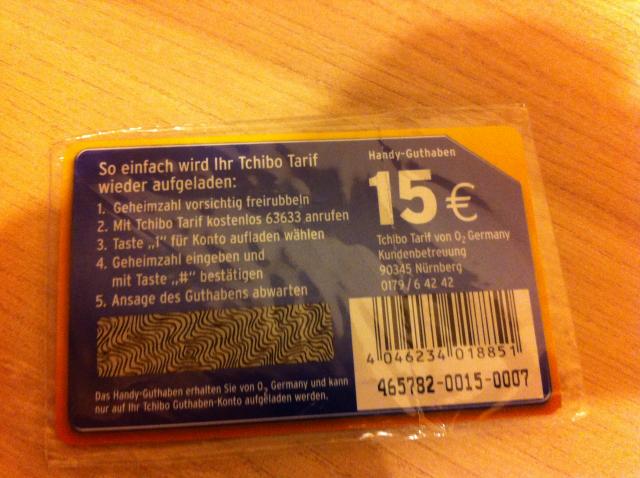 So einfach wird Ihr Tchibo Tarif
wieder aufgeladen:
1. Geheimzahl vorsichtig freirubbeln
2. Mit Tchibo Tarif kostenlos 63633 anrufen
3. Taste „1" für Konto aufladen wählen
4. Geheimzahl eingeben und
mit Taste „#" bestätigen
5. Ansage des Guthabens abwarten
Das Handy-Guthaben erhalten Sie von O2 Germany und kann
nur auf Ihr Tchibo Guthaben-Konto aufgeladen werden.
Handy-Guthaben
15 €
Tchibo Tarif von O2 Germany
Kundenbetreuung
90345 Nürnberg
0179/6 42 42
4 046234 018851
465782-0015-0007